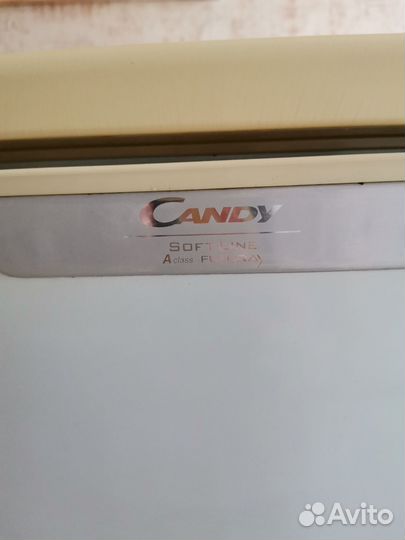 CANDY
SOFT LINE
A class
Avito